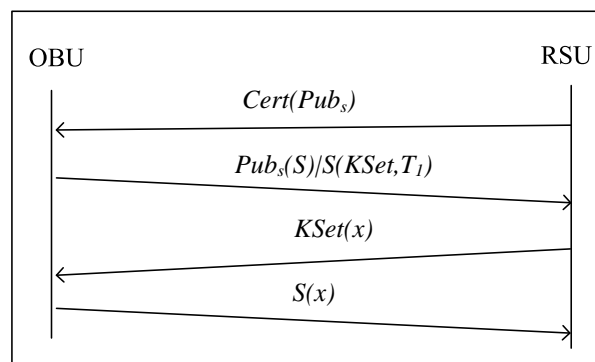 OBU
RSU
Cert(Pubs)
Pubs(S)/S(KSet,T1)
KSet(x)
S(x)